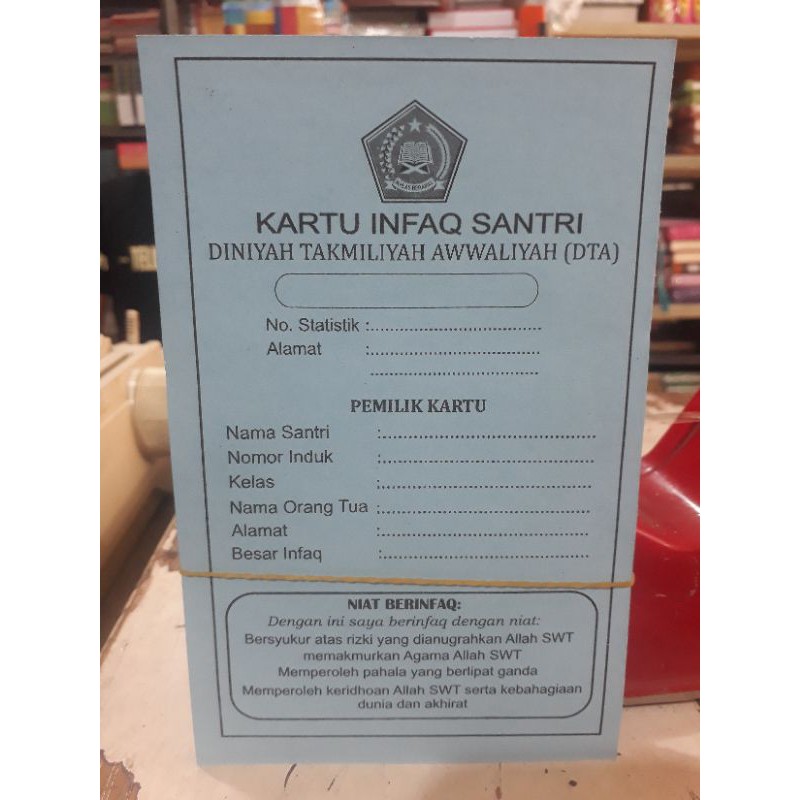 IKHLAS BERAMAL
KARTU INFAQ SANTRI
DINIYAH TAKMILIYAH AWWALIYAH (DTA)
No. Statistik :................................
Alamat :................................
................................
PEMILIK KARTU
Nama Santri :........................................
Nomor Induk :........................................
Kelas :........................................
Nama Orang Tua :........................................
Alamat :........................................
Besar Infaq :........................................
NIAT BERINFAQ:
Dengan ini saya berinfaq dengan niat:
Bersyukur atas rizki yang dianugrahkan Allah SWT
memakmurkan Agama Allah SWT
Memperoleh pahala yang berlipat ganda
Memperoleh keridhoan Allah SWT serta kebahagiaan
dunia dan akhirat